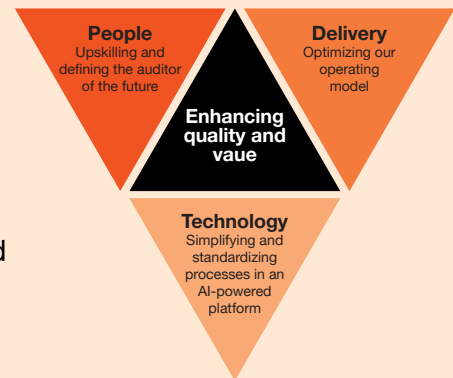 People
Upskilling and
defining the auditor
of the future
Delivery
Optimizing our
operating
model
Enhancing
quality and
vaue
Technology
Simplifying and
standardizing
processes in an
AI-powered
platform
d